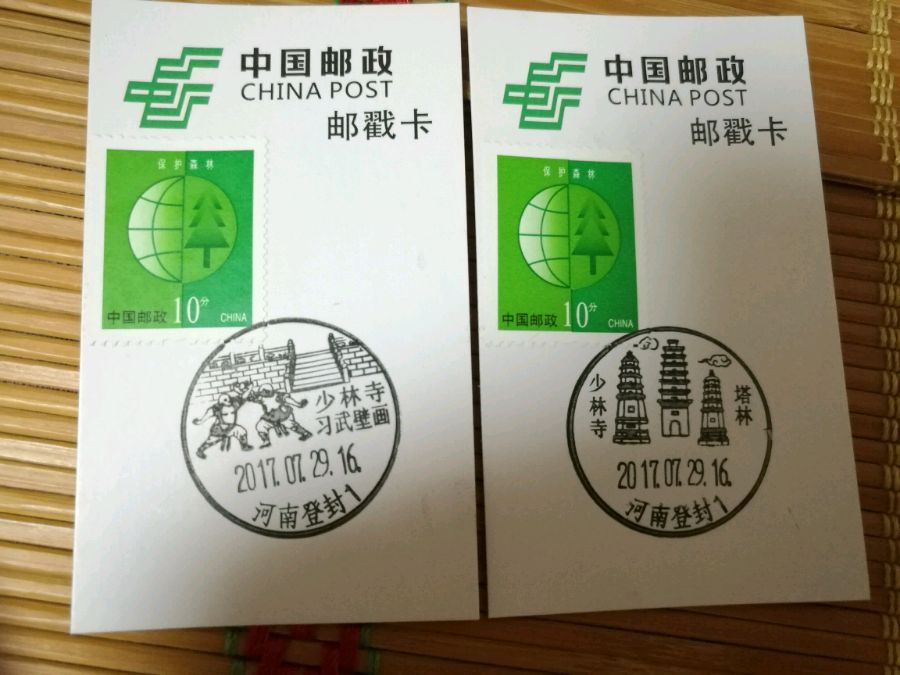 中国邮政
CHINA POST
邮戳卡
保护森林
中国邮政 10分 CHINA
少林寺
习武壁画
2017.07.29.16.
河南登封1
中国邮政
CHINA POST
邮戳卡
保护森林
中国邮政 10分 CHINA
少林寺
塔林
2017.07.29.16.
河南登封1